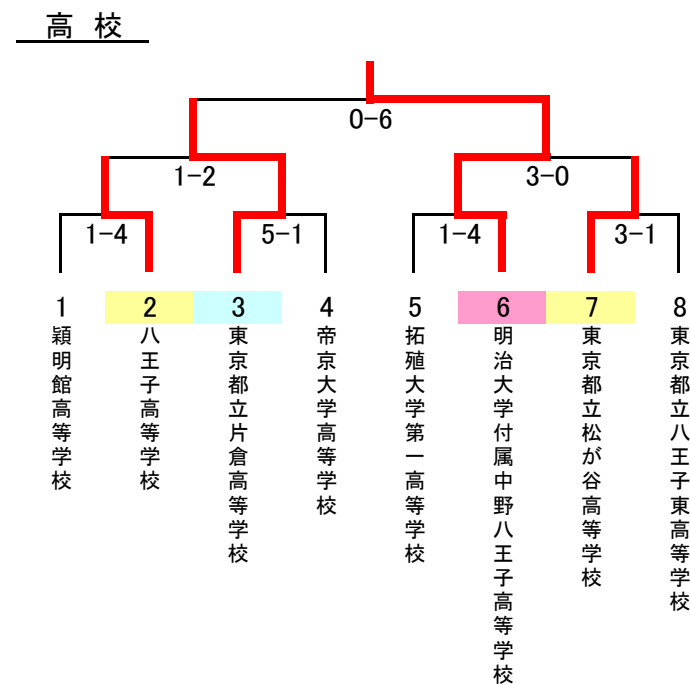 高校
0-6
1-2
3-0
1-4
5-1
1-4
3-1
1
2
3
4
5
6
7
8
穎明館高等学校
八王子高等学校
東京都立片倉高等学校
帝京大学高等学校
拓殖大学第一高等学校
明治大学付属中野八王子高等学校
東京都立松が谷高等学校
東京都立八王子東高等学校